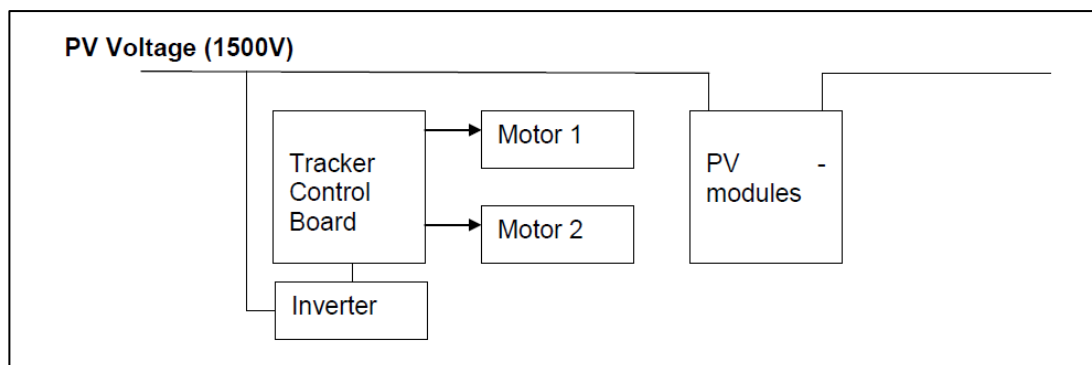 PV Voltage (1500V)
Tracker
Control
Board
Motor 1
Motor 2
Inverter
PV -
modules